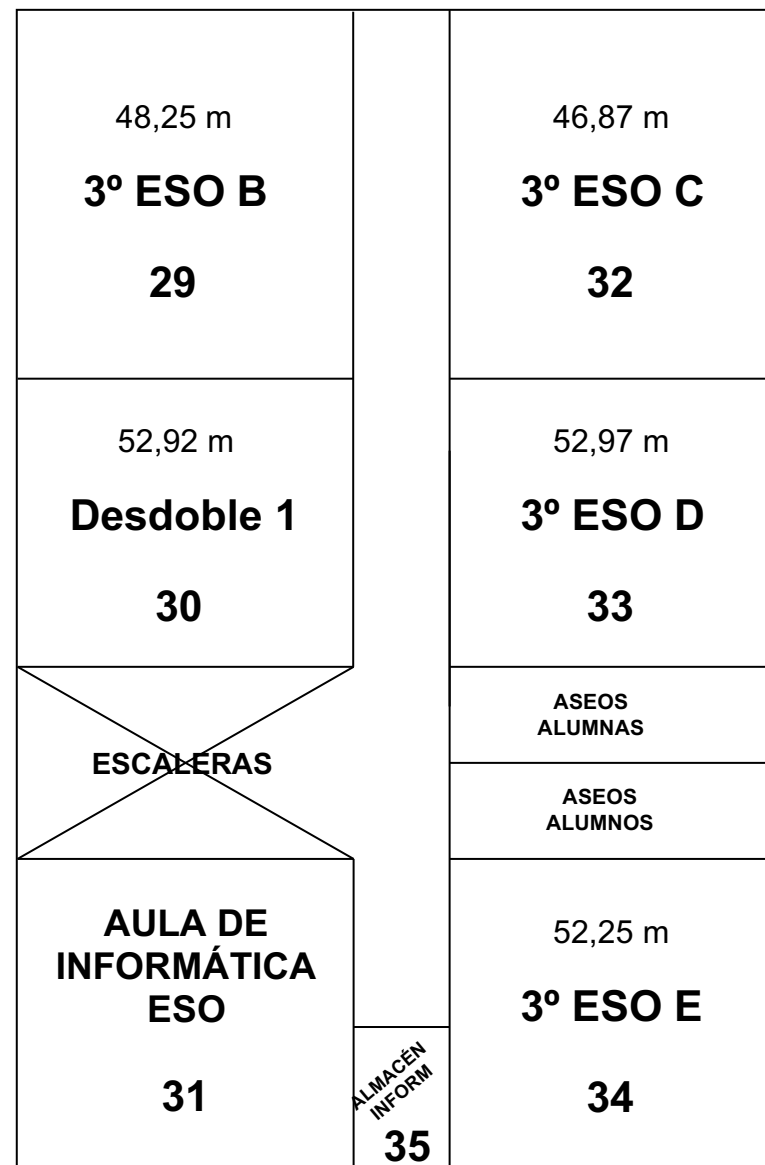 48,25 m
3º ESO B
29
46,87 m
3º ESO C
32
52,92 m
Desdoble 1
30
52,97 m
3º ESO D
33
ESCALERAS
ASEOS
ALUMNAS
ASEOS
ALUMNOS
AULA DE
INFORMÁTICA
ESO
31
ALMACÉN
INFORM
35
52,25 m
3º ESO E
34